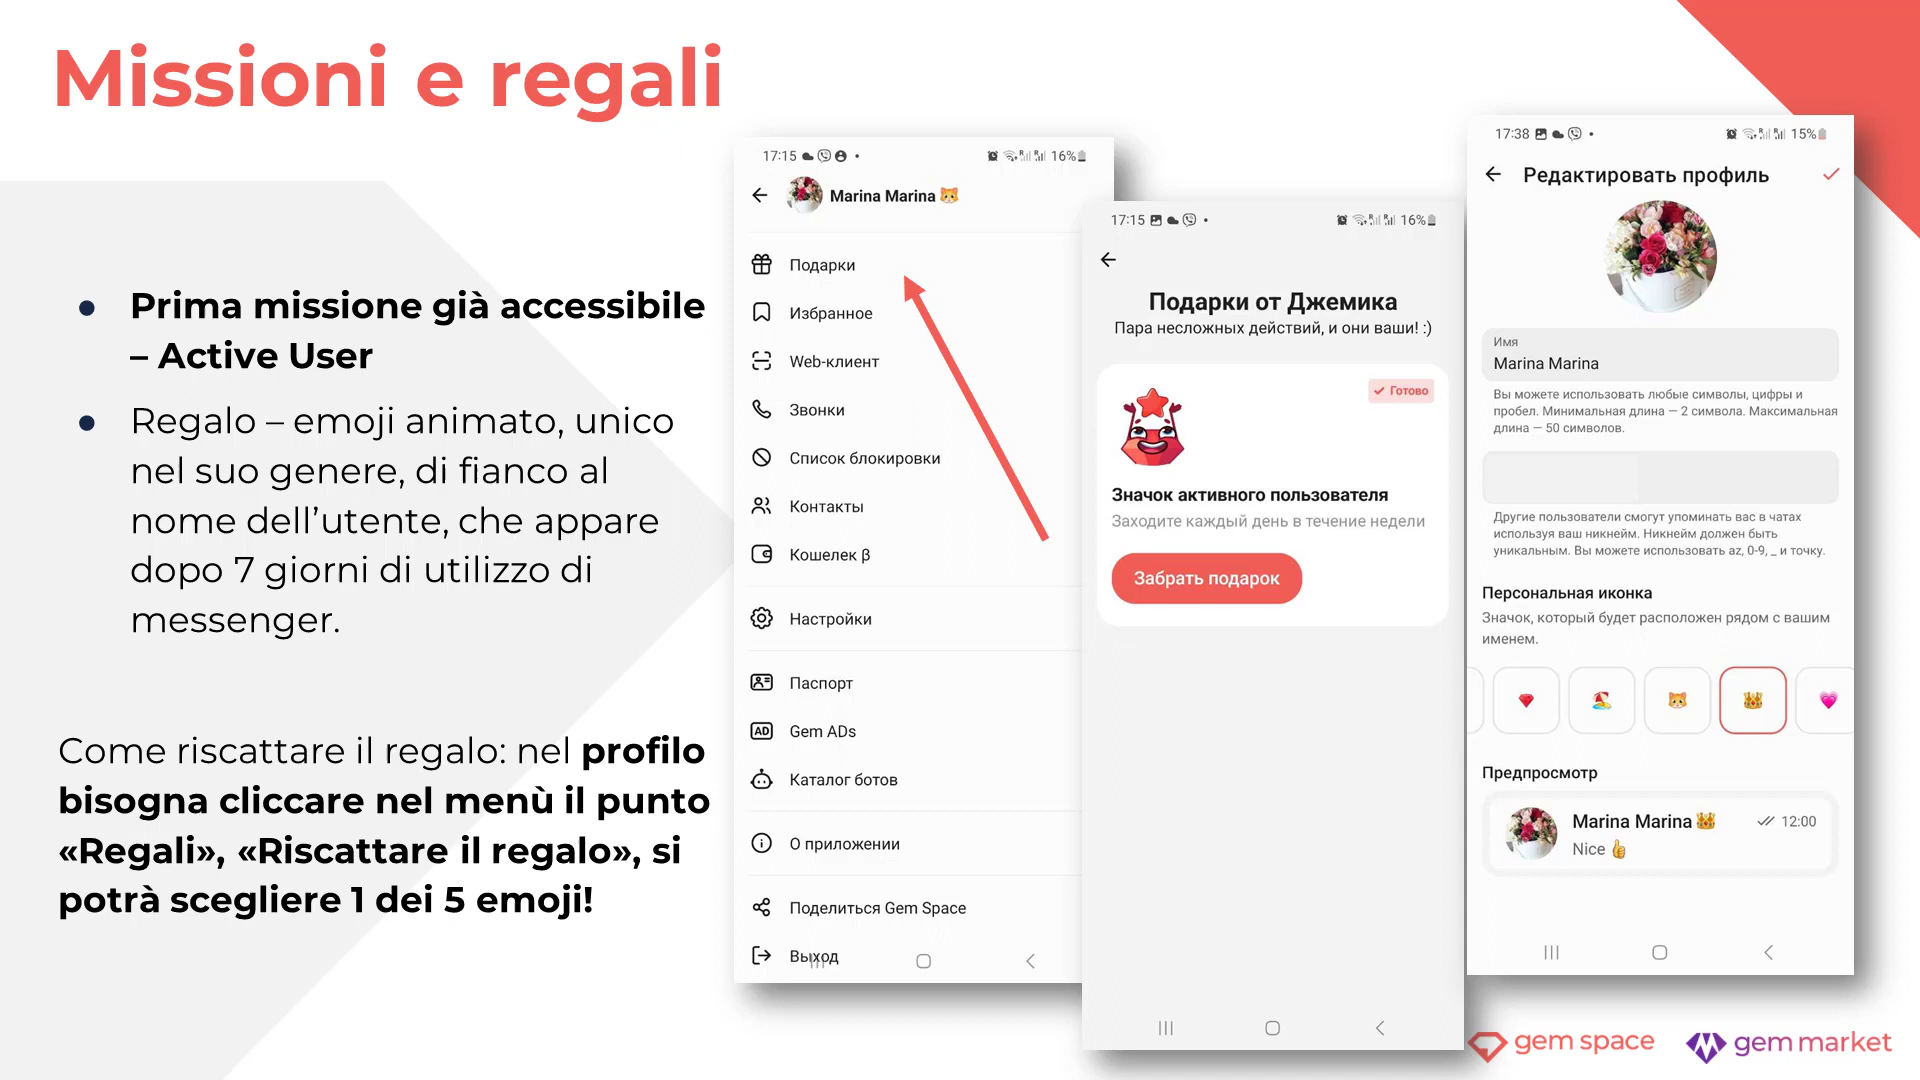 Missioni e regali
Prima missione già accessibile
– Active User
Regalo – emoji animato, unico
nel suo genere, di fianco al
nome dell’utente, che appare
dopo 7 giorni di utilizzo di
messenger.
Come riscattare il regalo: nel profilo
bisogna cliccare nel menù il punto
«Regali», «Riscattare il regalo», si
potrà scegliere 1 dei 5 emoji!
17:15
16%
Marina Marina
Подарки
Избранное
Web-клиент
Звонки
Список блокировки
Контакты
Кошелек β
Настройки
Паспорт
AD Gem ADs
Каталог ботов
О приложении
Поделиться Gem Space
Выход
17:15
16%
Подарки от Джемика
Пара несложных действий, и они ваши! :)
Готово
Значок активного пользователя
Заходите каждый день в течение недели
Забрать подарок
17:38
15%
Редактировать профиль
Имя
Marina Marina
Вы можете использовать любые символы, цифры и
пробел. Минимальная длина — 2 символа. Максимальная
длина — 50 символов.
Другие пользователи смогут упоминать вас в чатах
используя ваш никнейм. Никнейм должен быть
уникальным. Вы можете использовать az, 0-9, _ и точку.
Персональная иконка
Значок, который будет расположен рядом с вашим
именем.
Предпросмотр
Marina Marina
12:00
Nice
gem space
gem market